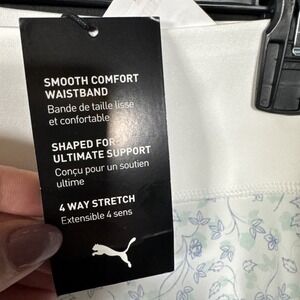 SMOOTH COMFORT
WAISTBAND
Bande de taille lisse
et confortable
SHAPED FOR
ULTIMATE SUPPORT
Conçu pour un soutien
ultime
4 WAY STRETCH
Extensible 4 sens